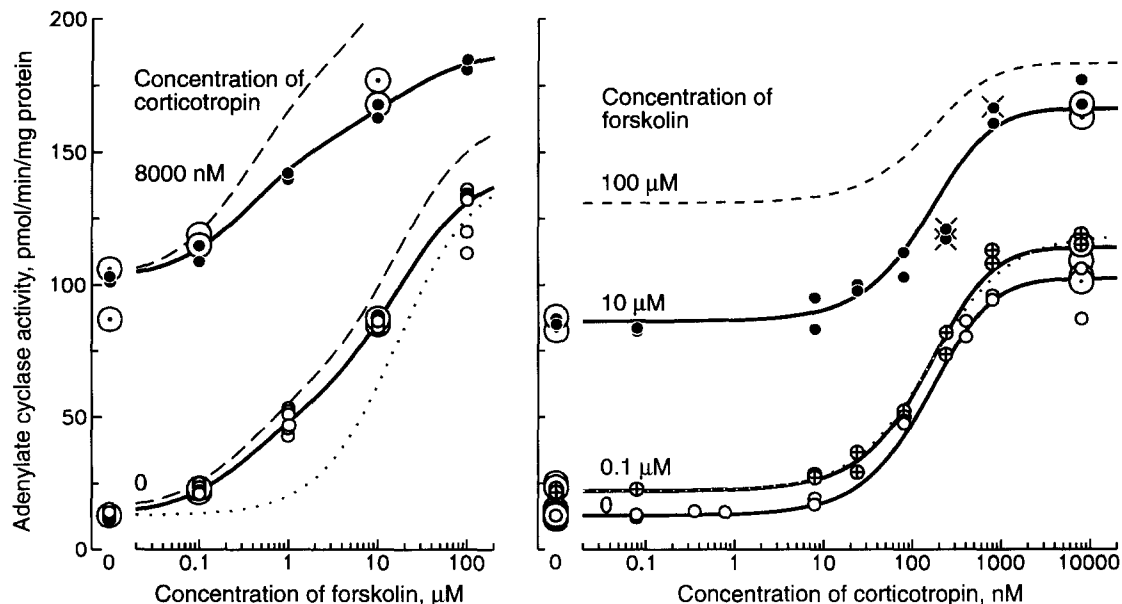 Adenylate cyclase activity, pmol/min/mg protein
200
150
100
50
0
Concentration of
corticotropin
8000 nM
0
0 0.1 1 10 100
Concentration of forskolin, μM
Concentration of
forskolin
100 μM
10 μM
0.1 μM
0
0 0.1 1 10 100 1000 10000
Concentration of corticotropin, nM